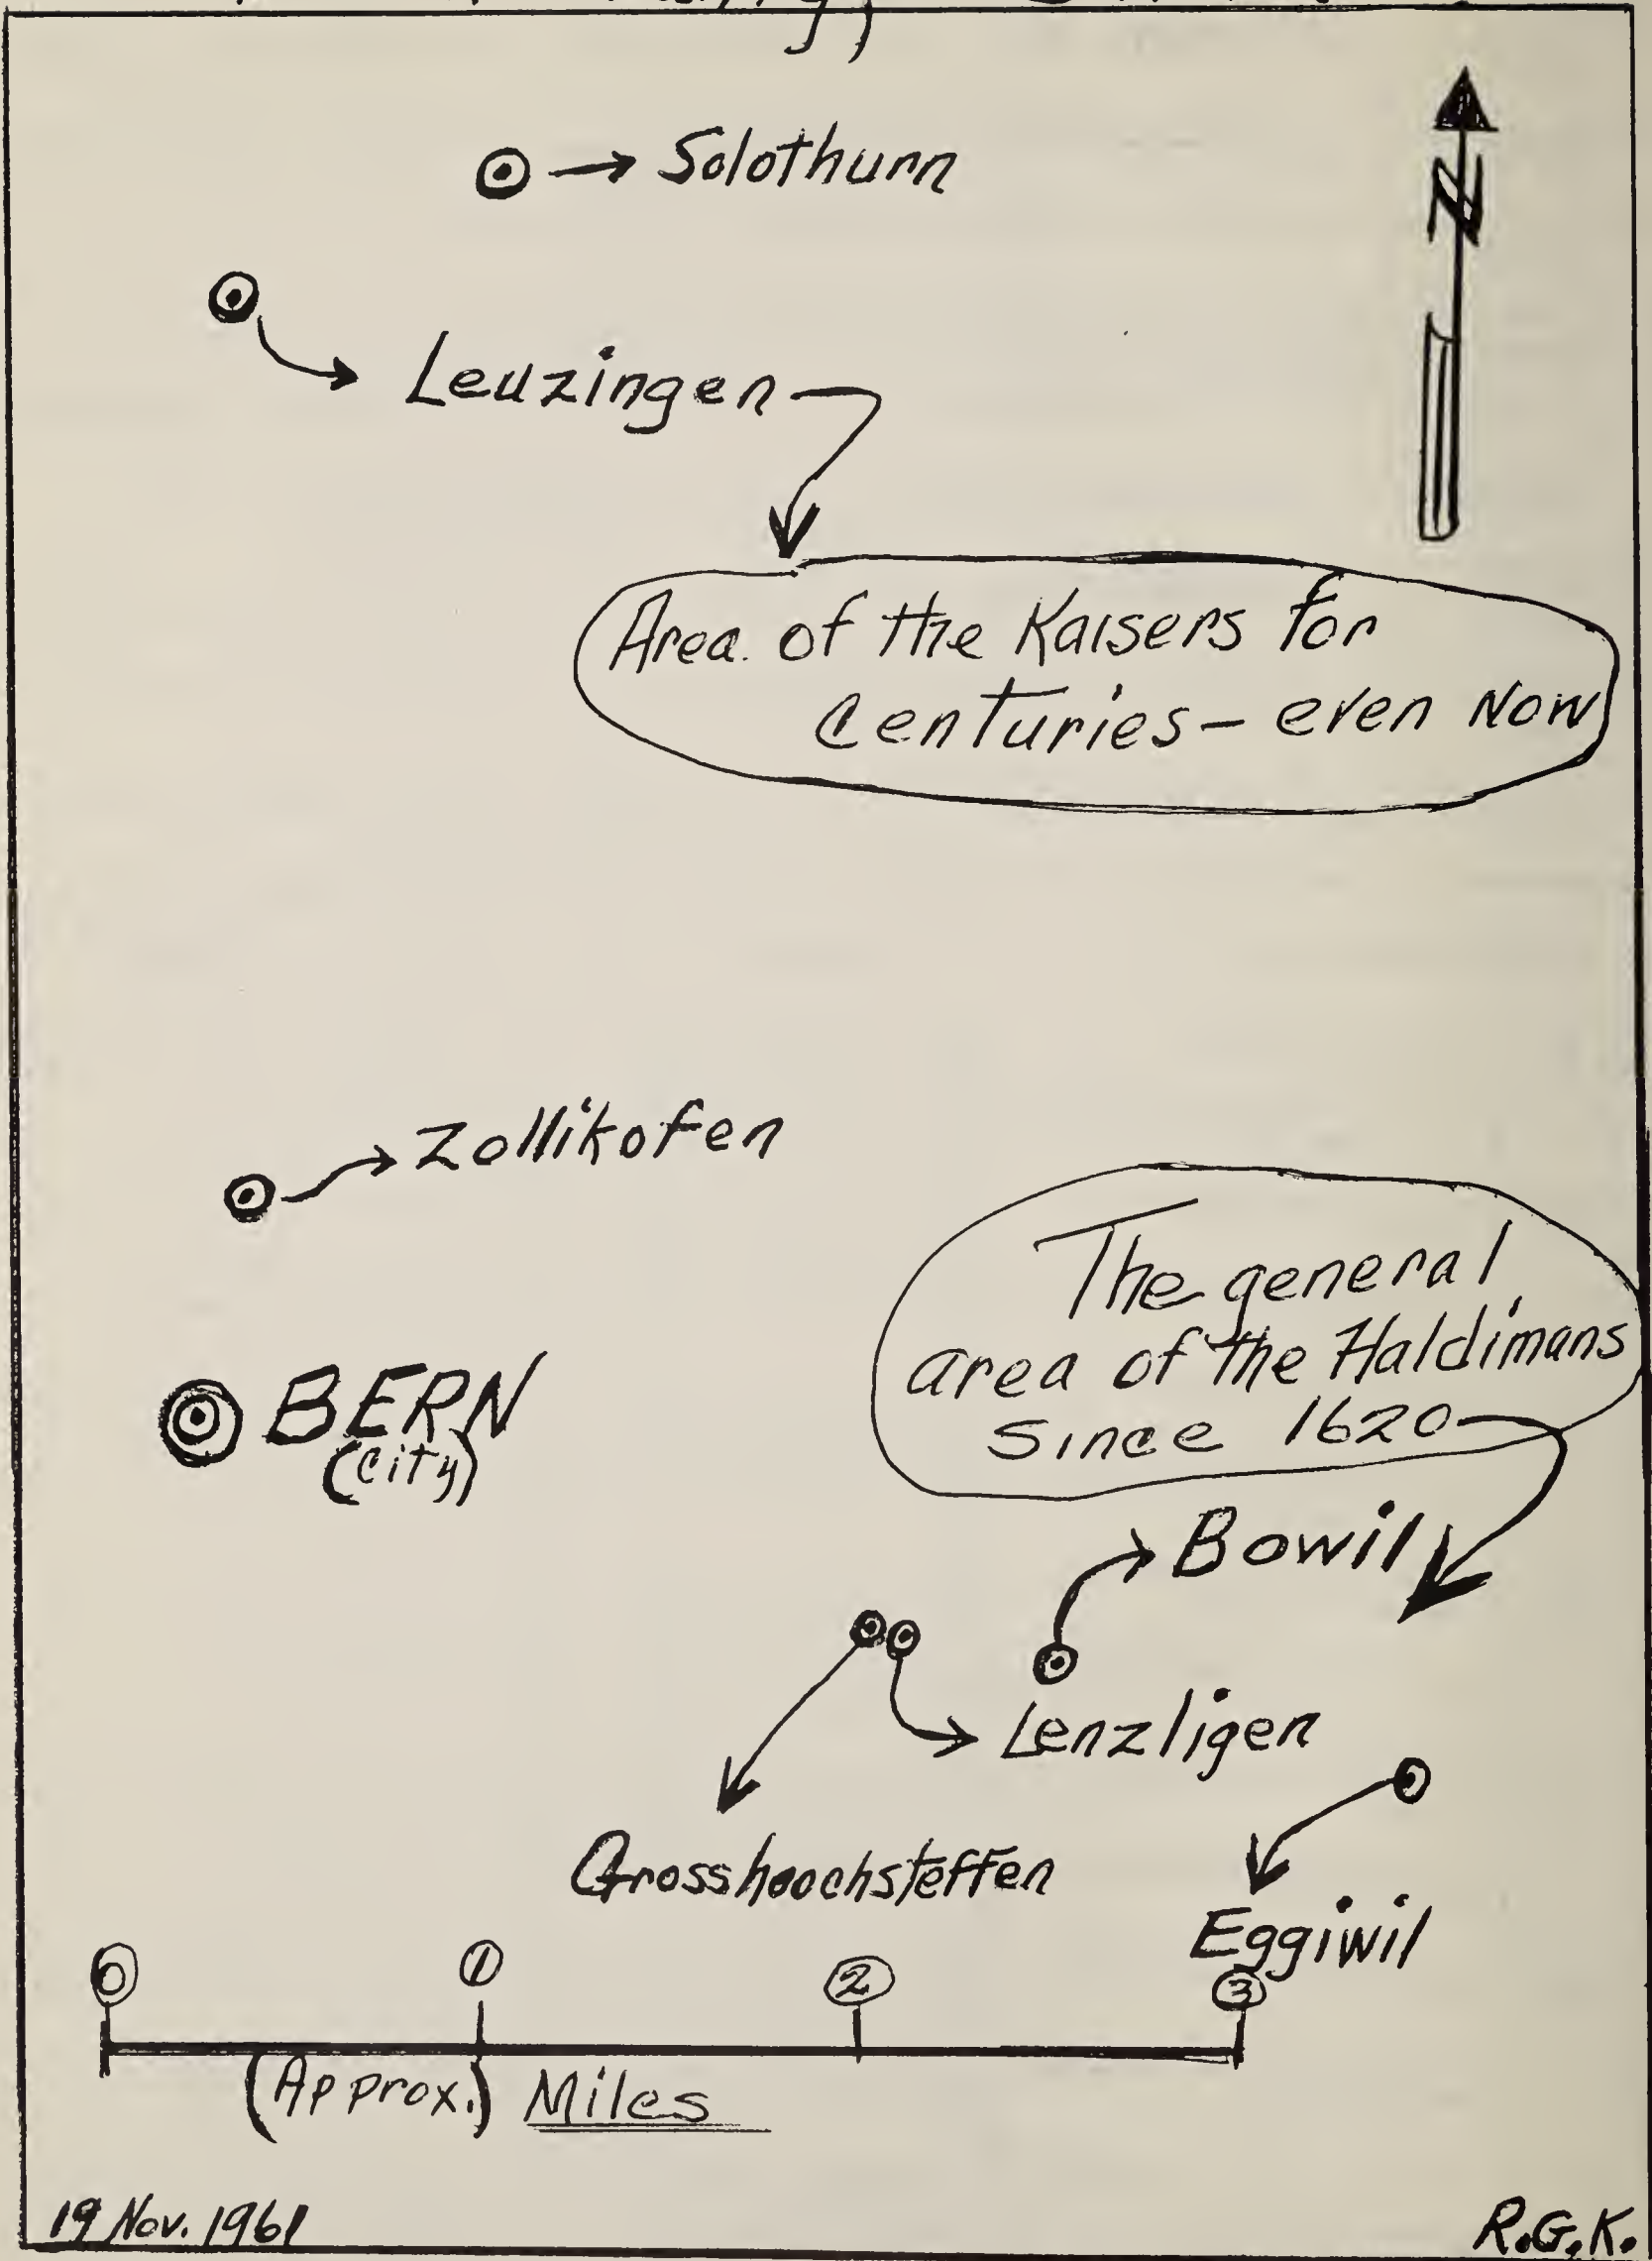 Solothurn
N
Leuzingen
Area of the Kaisers for
centuries - even Now
Zollikofen
The general
area of the Haldimans
since 1620
BERN
(city)
Bowil
Lenzligen
Grosshoochsteffen
Eggiwil
0 1 2 3
(Approx.) Miles
19 Nov. 1961
R.G.K.